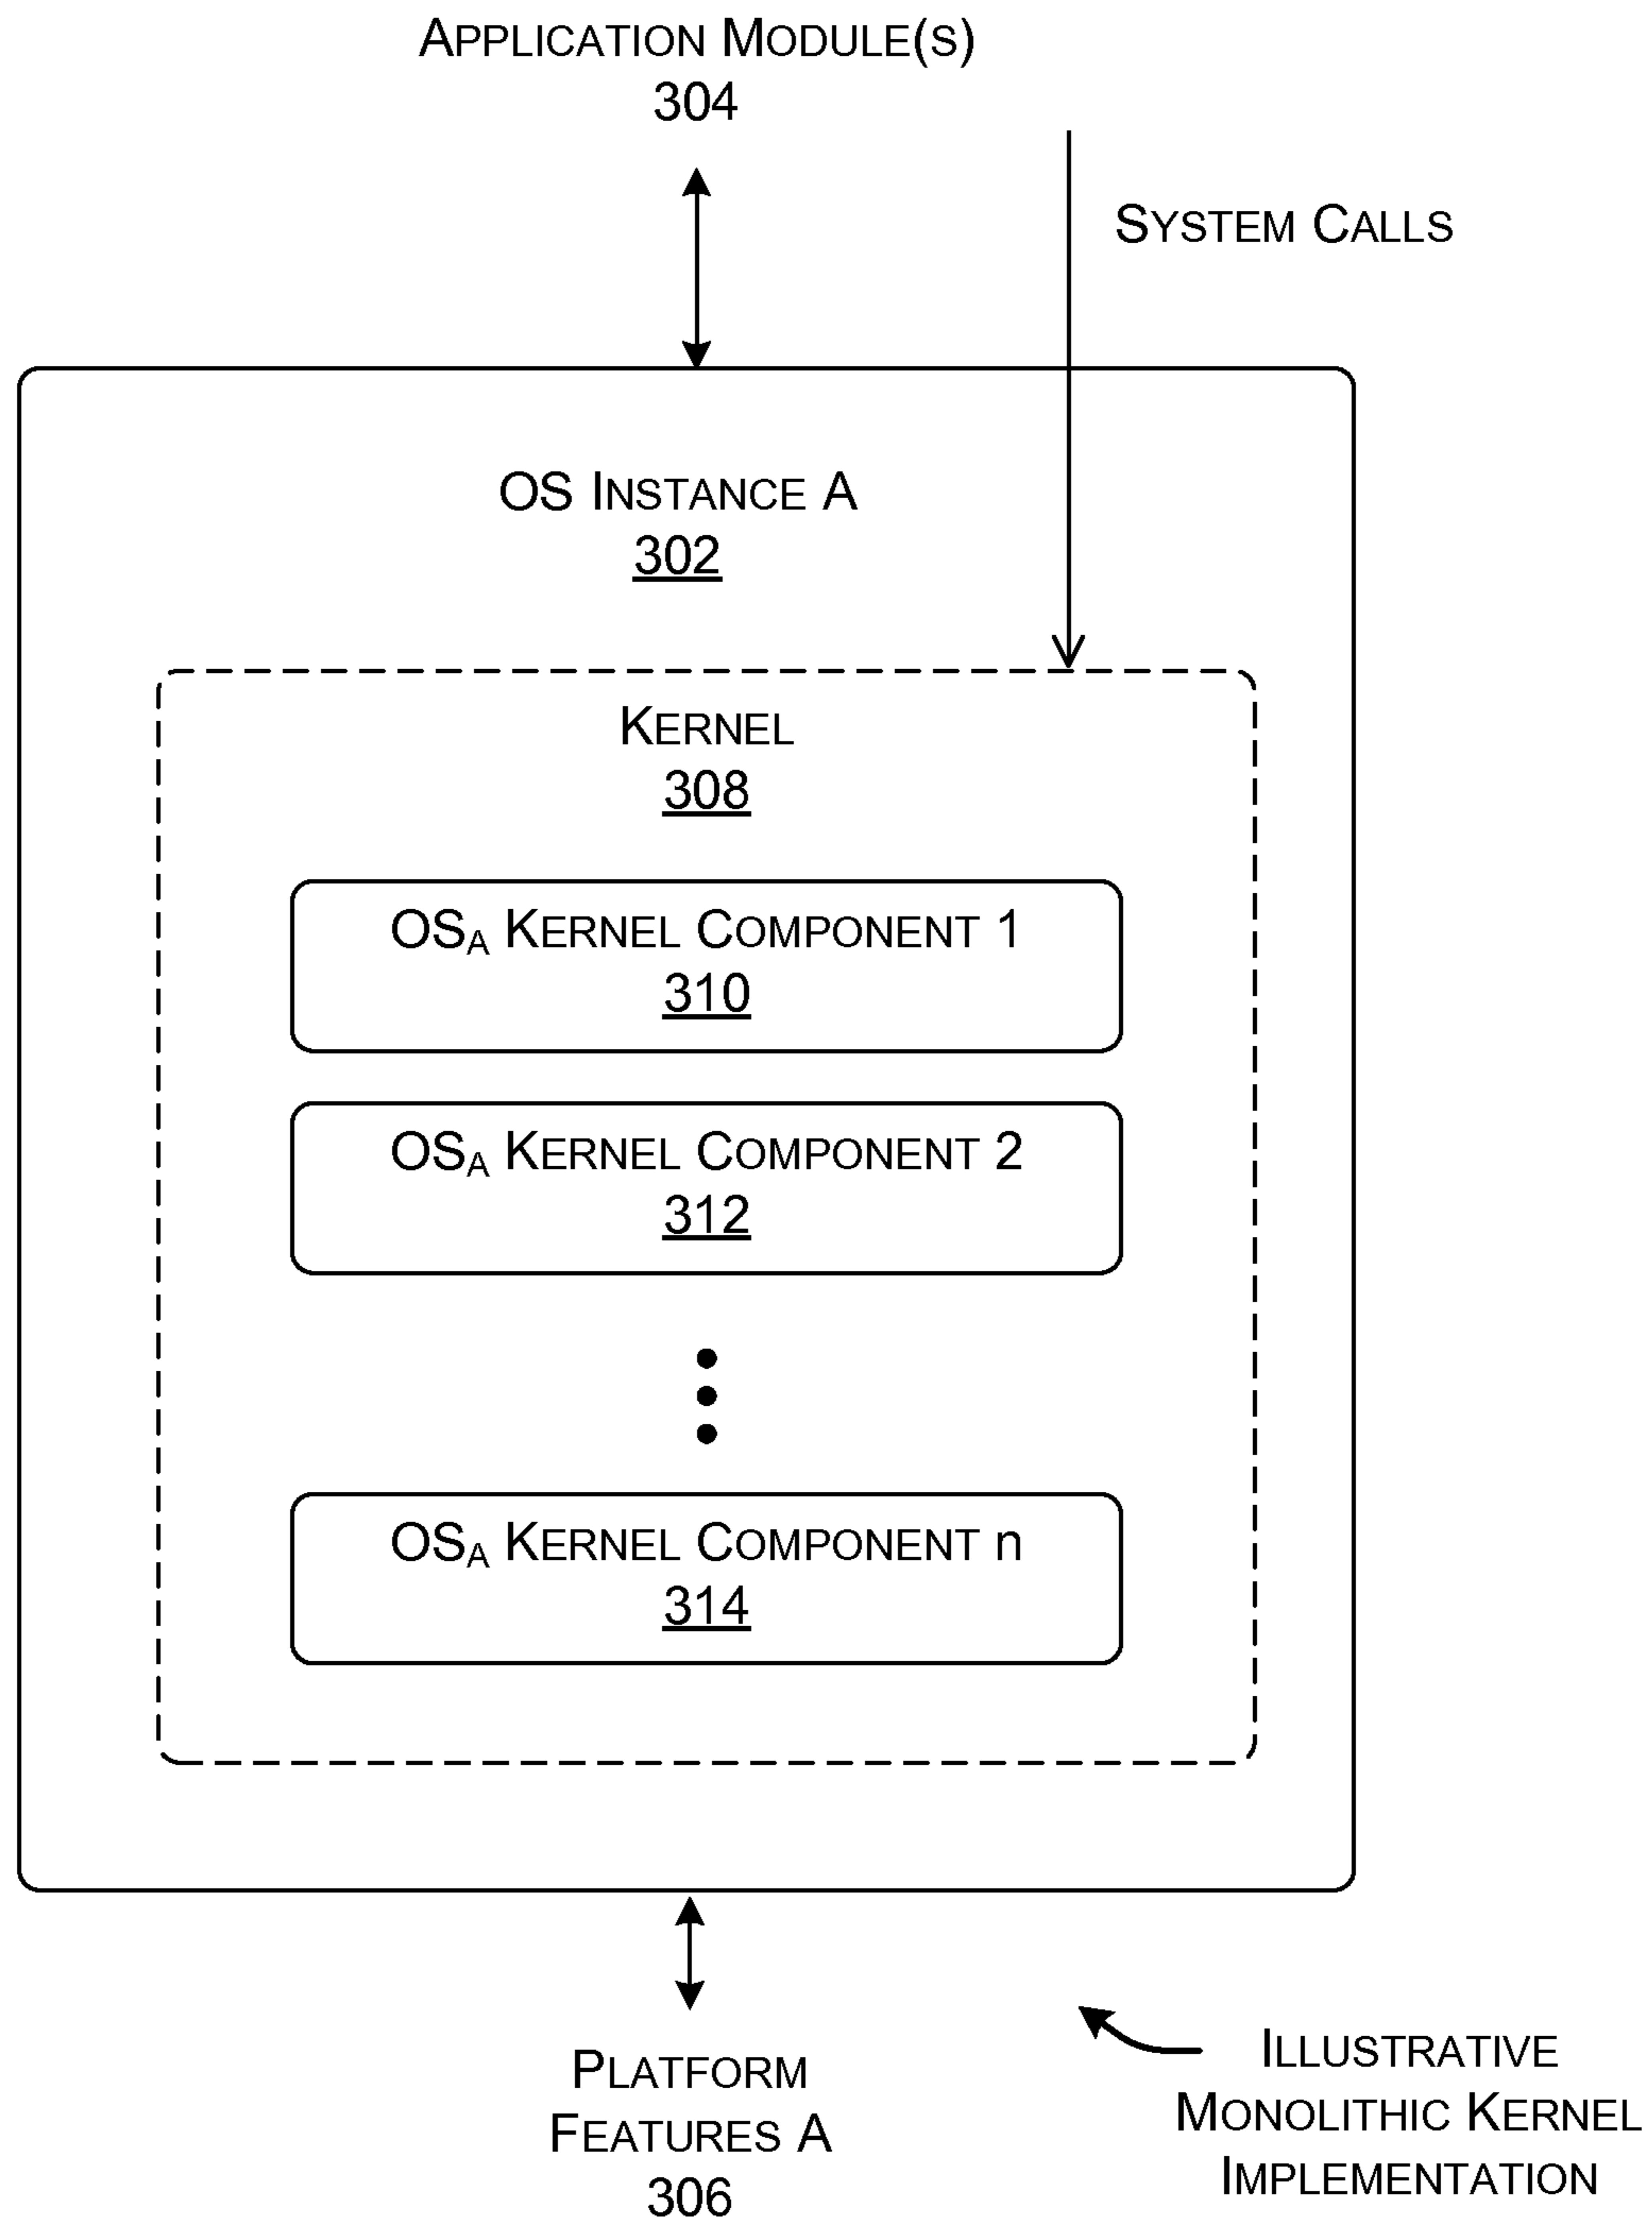 APPLICATION MODULE(S)
304
SYSTEM CALLS
OS INSTANCE A
302
KERNEL
308
OSA KERNEL COMPONENT 1
310
OSA KERNEL COMPONENT 2
312
OSA KERNEL COMPONENT n
314
PLATFORM
FEATURES A
306
ILLUSTRATIVE
MONOLITHIC KERNEL
IMPLEMENTATION